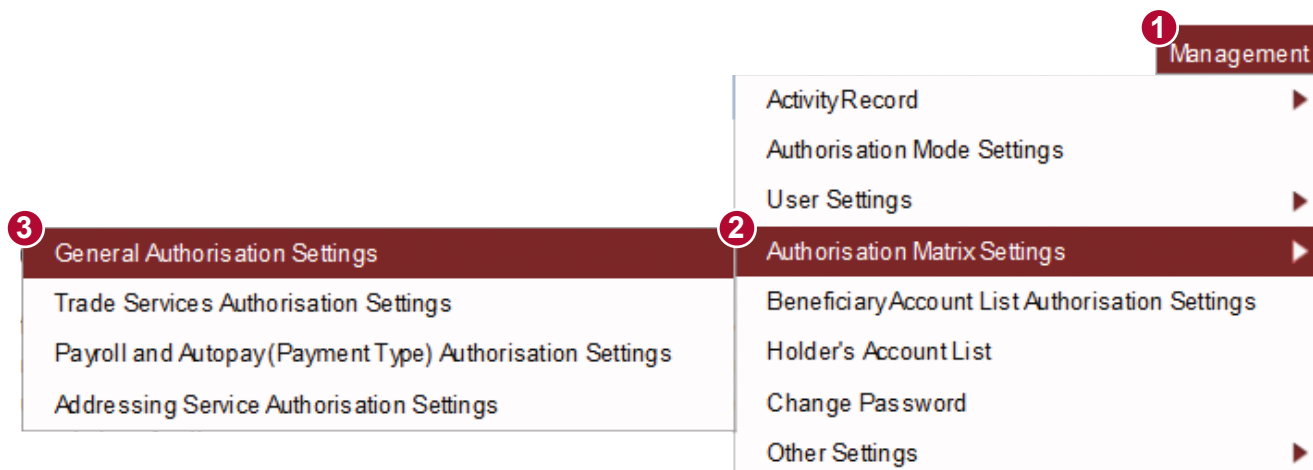 1
Management
Activity Record
Authorisation Mode Settings
User Settings
2
Authorisation Matrix Settings
Beneficiary Account List Authorisation Settings
Holder's Account List
Change Password
Other Settings
3
General Authorisation Settings
Trade Services Authorisation Settings
Payroll and Autopay (Payment Type) Authorisation Settings
Addressing Service Authorisation Settings